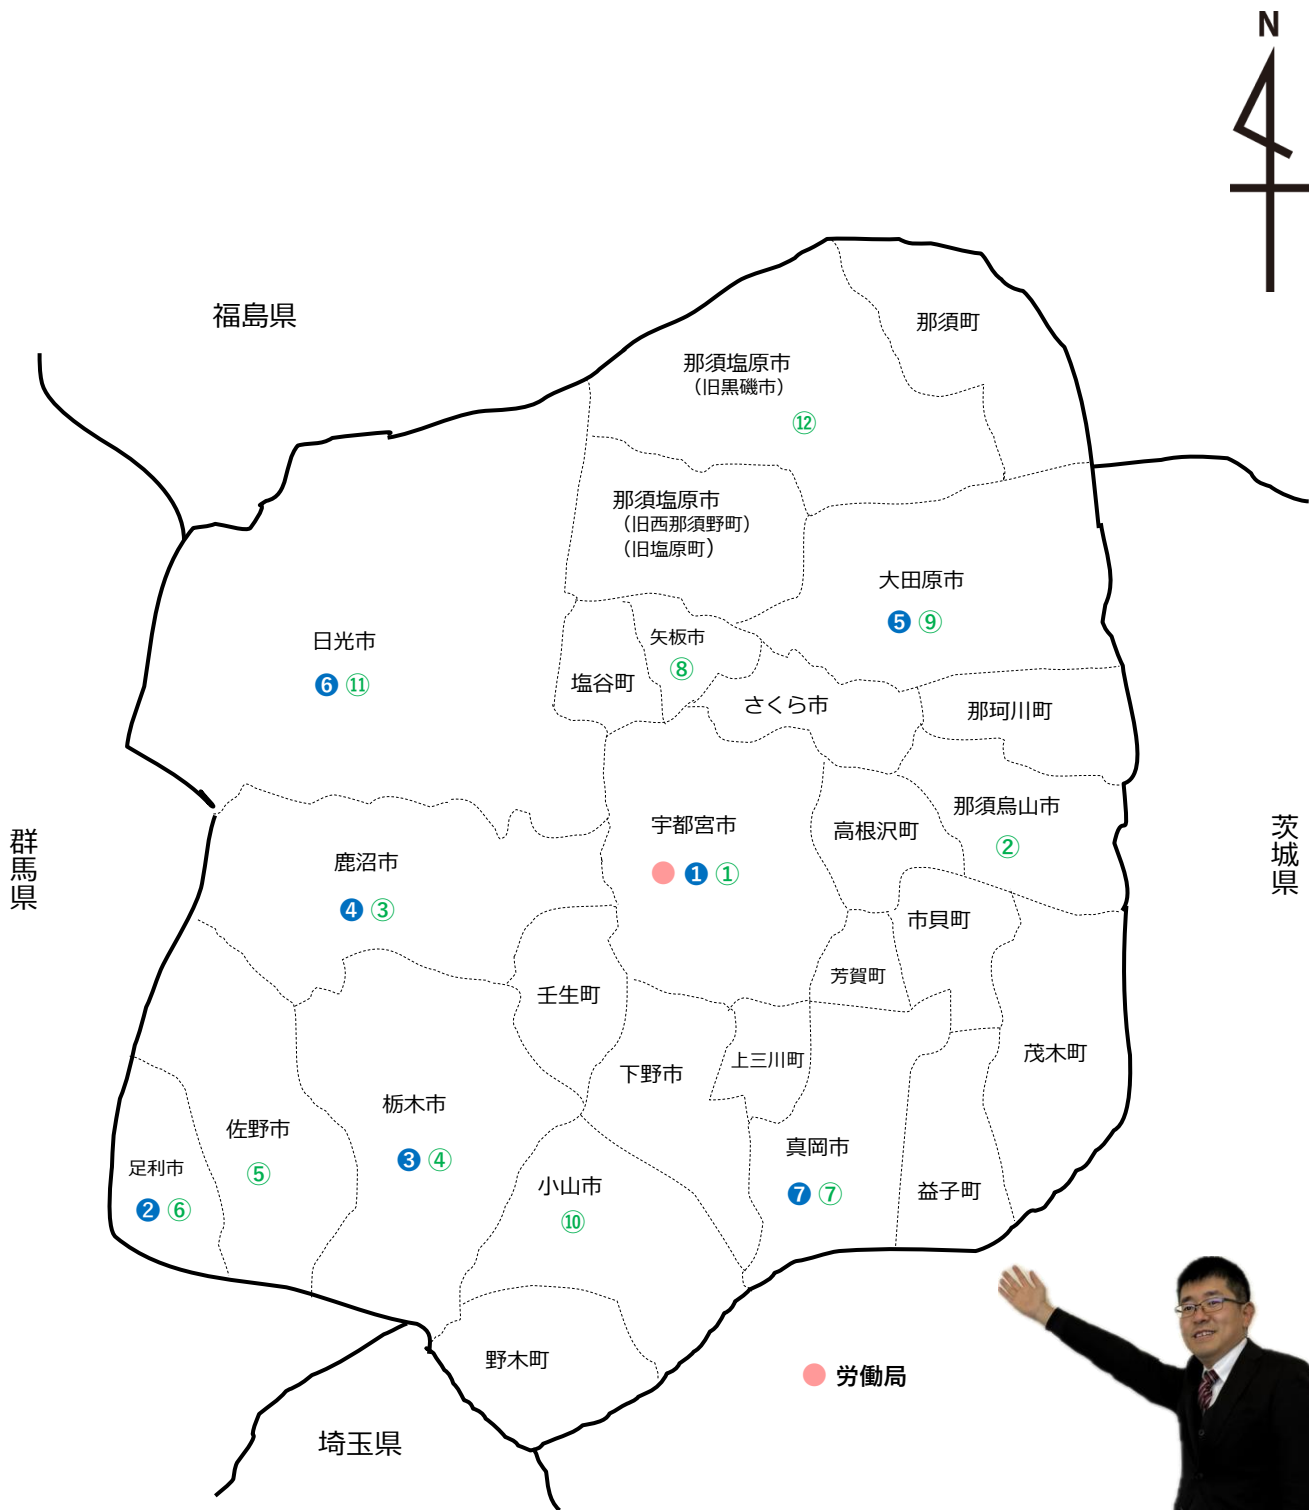 N
福島県
那須町
那須塩原市
（旧黒磯市）
⑫
那須塩原市
（旧西那須野町）
（旧塩原町）
大田原市
❺ ⑨
日光市
❻ ⑪
矢板市
⑧
塩谷町
さくら市
那珂川町
那須烏山市
②
宇都宮市
❶ ①
高根沢町
群馬県
茨城県
鹿沼市
❹ ③
市貝町
芳賀町
壬生町
下野市
上三川町
茂木町
栃木市
❸ ④
佐野市
⑤
足利市
❷ ⑥
真岡市
❼ ⑦
小山市
⑩
益子町
野木町
労働局
埼玉県